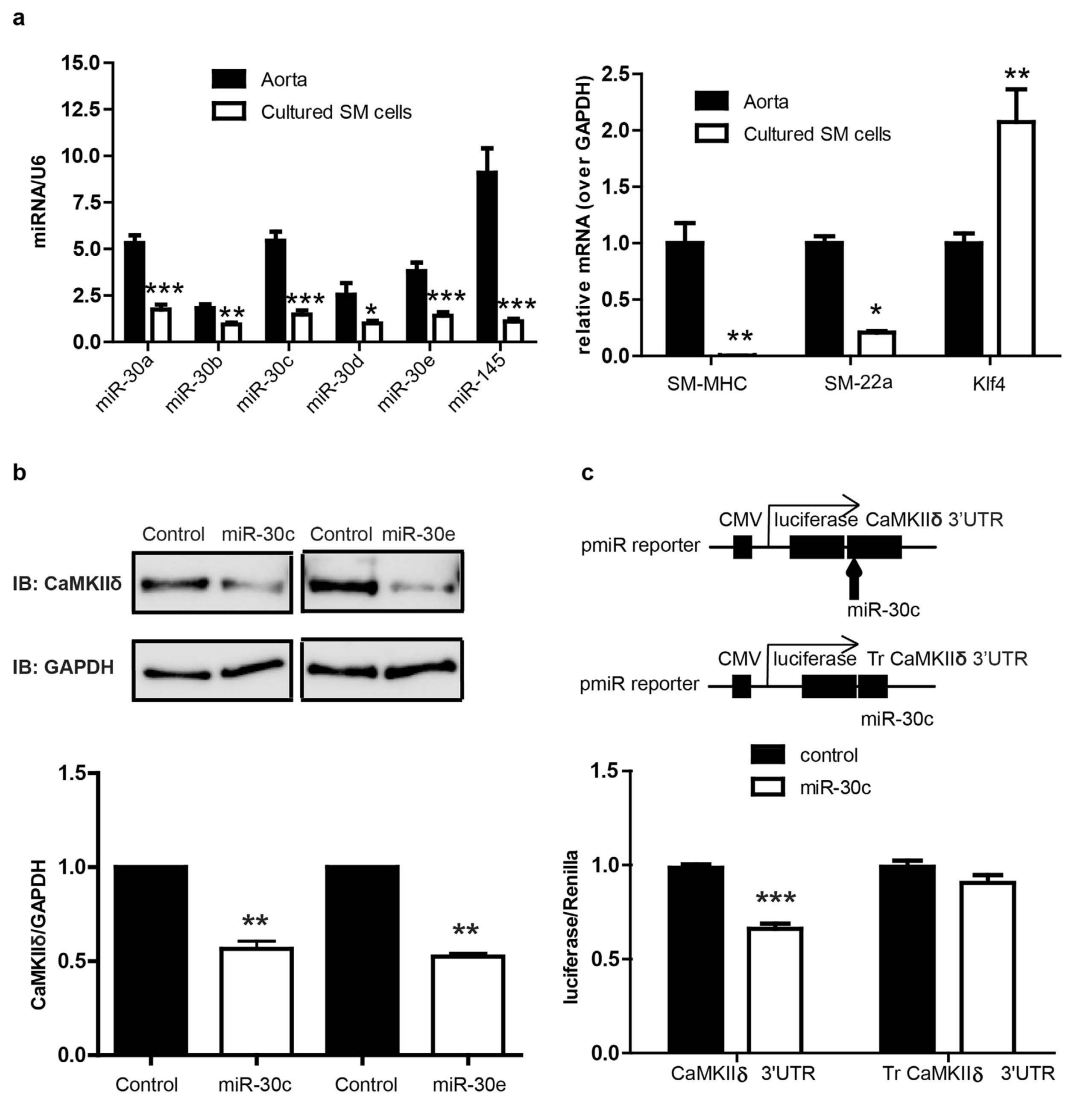 a
15.0
12.5
10.0
7.5
5.0
2.5
0.0
miRNA/U6
Aorta
Cultured SM cells
***
**
***
*
***
***
miR-30a
miR-30b
miR-30c
miR-30d
miR-30e
miR-145
2.5
2.0
1.5
1.0
0.5
0.0
relative mRNA (over GAPDH)
Aorta
Cultured SM cells
**
*
**
SM-MHC
SM-22a
Klf4
b
Control miR-30c Control miR-30e
IB: CaMKIIδ
IB: GAPDH
1.5
1.0
0.5
0.0
CaMKIIδ/GAPDH
**
**
Control
miR-30c
Control
miR-30e
c
CMV luciferase CaMKIIδ 3'UTR
pmiR reporter
miR-30c
CMV luciferase Tr CaMKIIδ 3'UTR
pmiR reporter
miR-30c
control
miR-30c
1.5
1.0
0.5
0.0
luciferase/Renilla
***
CaMKIIδ 3'UTR
Tr CaMKIIδ 3'UTR